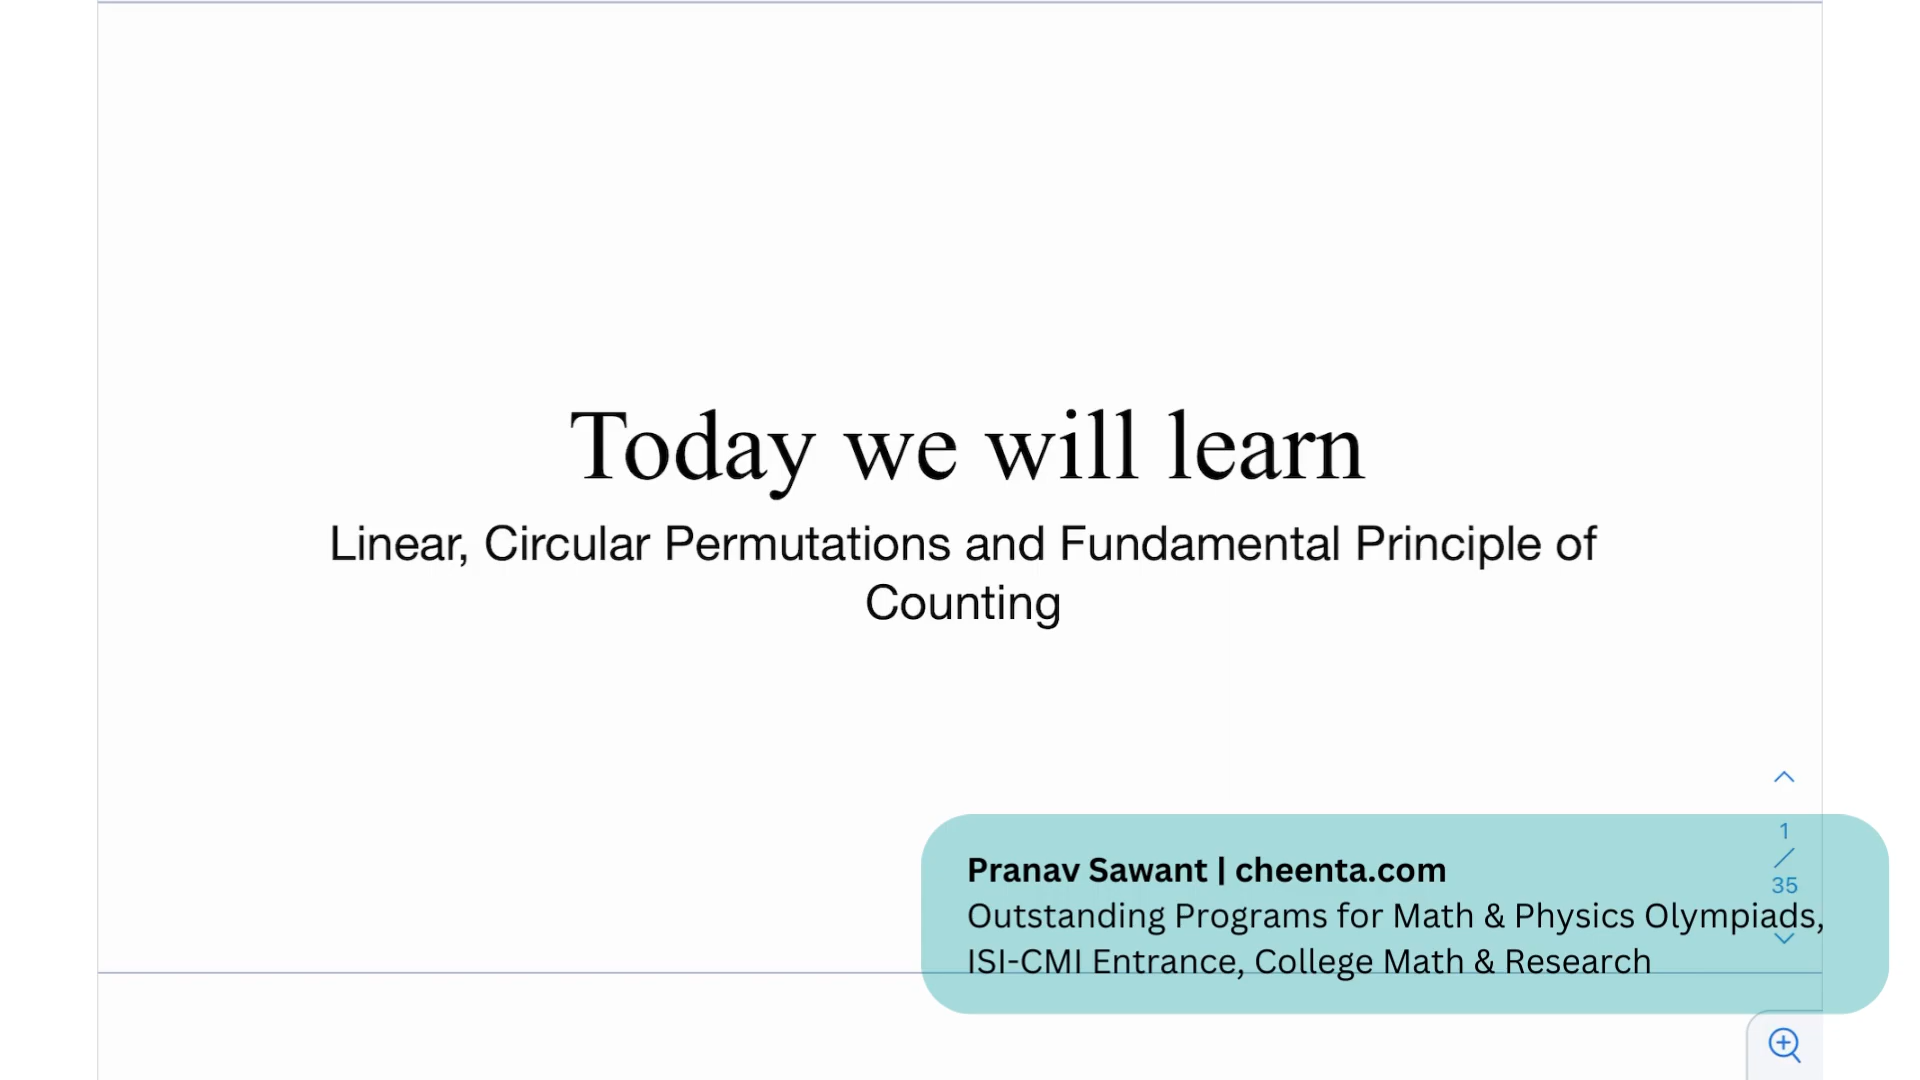 Today we will learn
Linear, Circular Permutations and Fundamental Principle of
Counting
1
/
35
Pranav Sawant | cheenta.com
Outstanding Programs for Math & Physics Olympiads,
ISI-CMI Entrance, College Math & Research